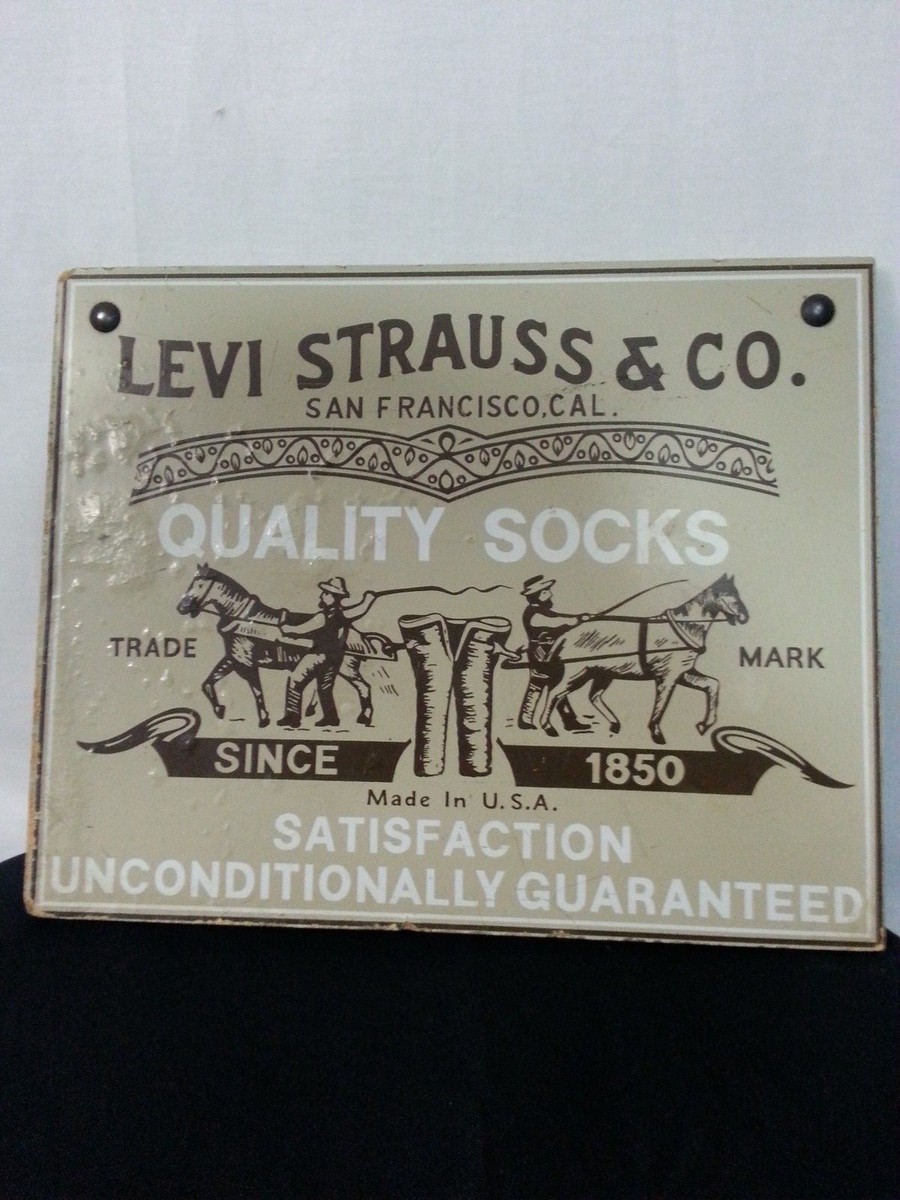 LEVI STRAUSS & CO.
SAN FRANCISCO, CAL.
QUALITY SOCKS
TRADE MARK
SINCE 1850
Made In U.S.A.
SATISFACTION
UNCONDITIONALLY GUARANTEED